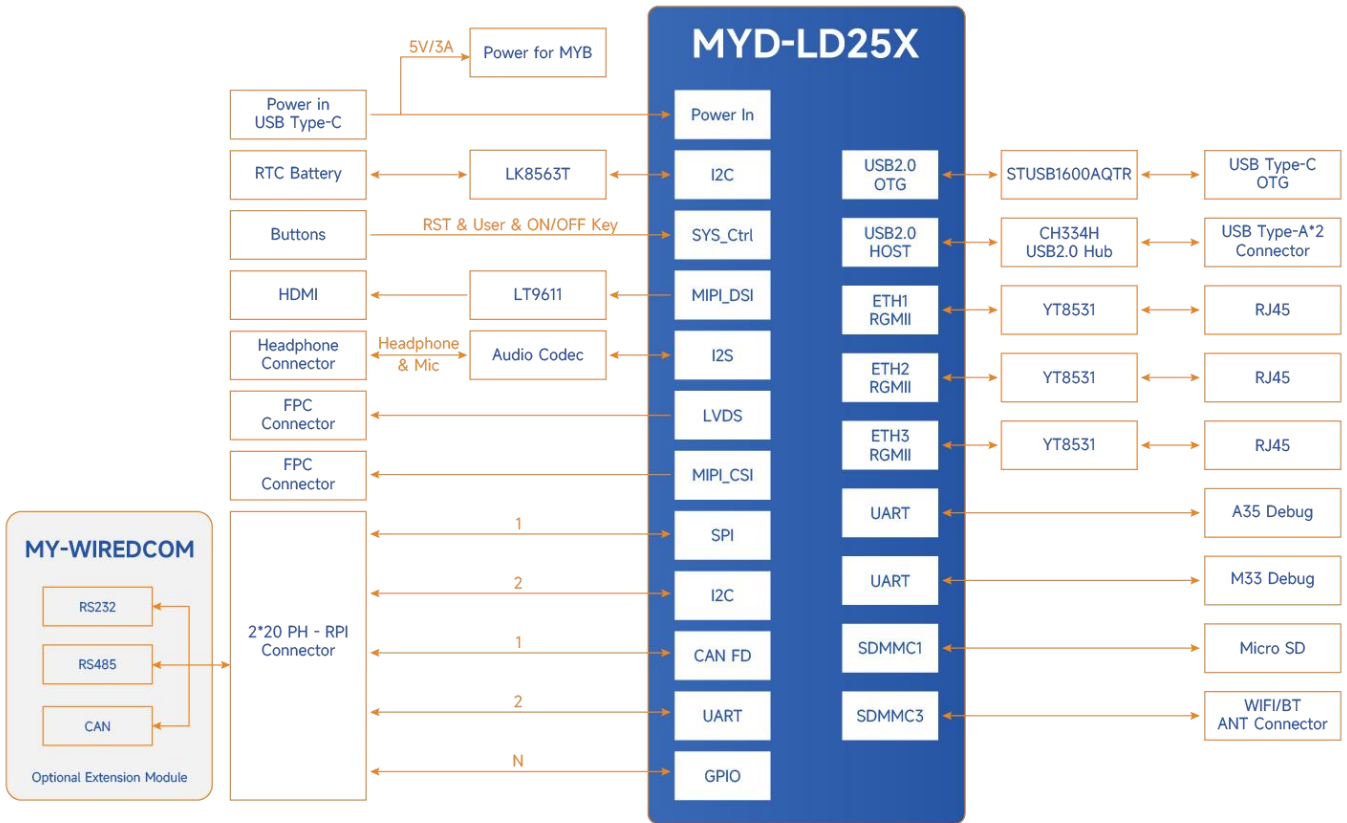 MYD-LD25X
5V/3A
Power for MYB
Power in
USB Type-C
Power In
RTC Battery
LK8563T
I2C
Buttons
RST & User & ON/OFF Key
SYS_Ctrl
HDMI
LT9611
MIPI_DSI
Headphone
Connector
Headphone
& Mic
Audio Codec
I2S
FPC
Connector
LVDS
FPC
Connector
MIPI_CSI
MY-WIREDCOM
RS232
RS485
CAN
Optional Extension Module
2*20 PH - RPI
Connector
1
SPI
2
I2C
1
CAN FD
2
UART
N
GPIO
USB2.0
OTG
STUSB1600AQTR
USB Type-C
OTG
USB2.0
HOST
CH334H
USB2.0 Hub
USB Type-A*2
Connector
ETH1
RGMII
YT8531
RJ45
ETH2
RGMII
YT8531
RJ45
ETH3
RGMII
YT8531
RJ45
UART
A35 Debug
UART
M33 Debug
SDMMC1
Micro SD
SDMMC3
WIFI/BT
ANT Connector